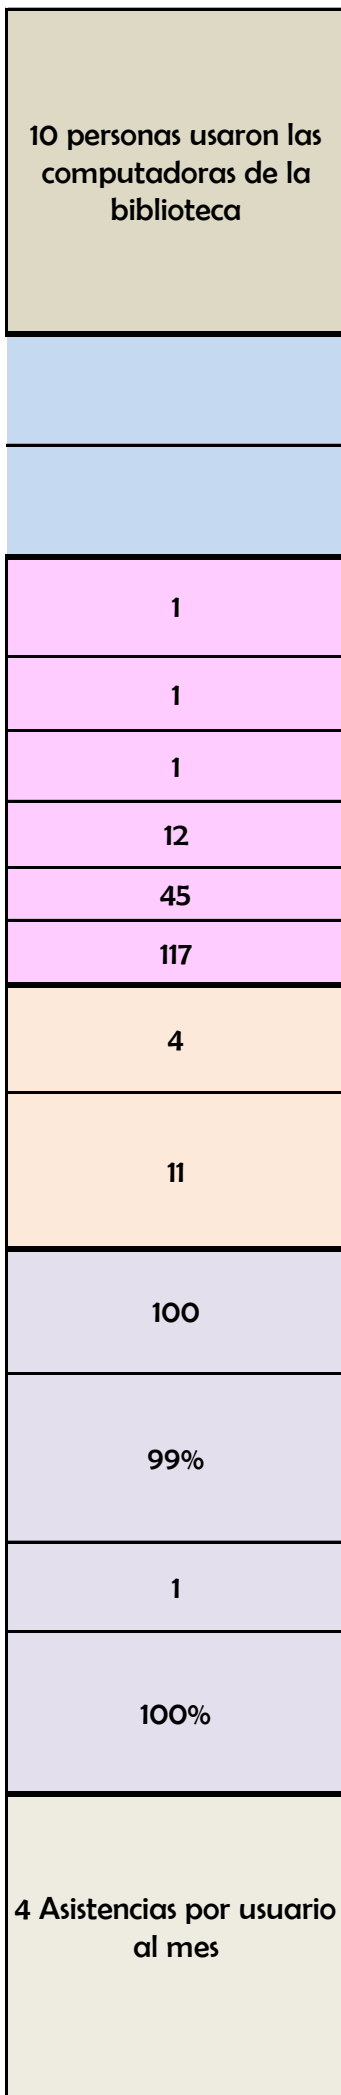 10 personas usaron las
computadoras de la
biblioteca
1
1
1
12
45
117
4
11
100
99%
1
100%
4 Asistencias por usuario
al mes